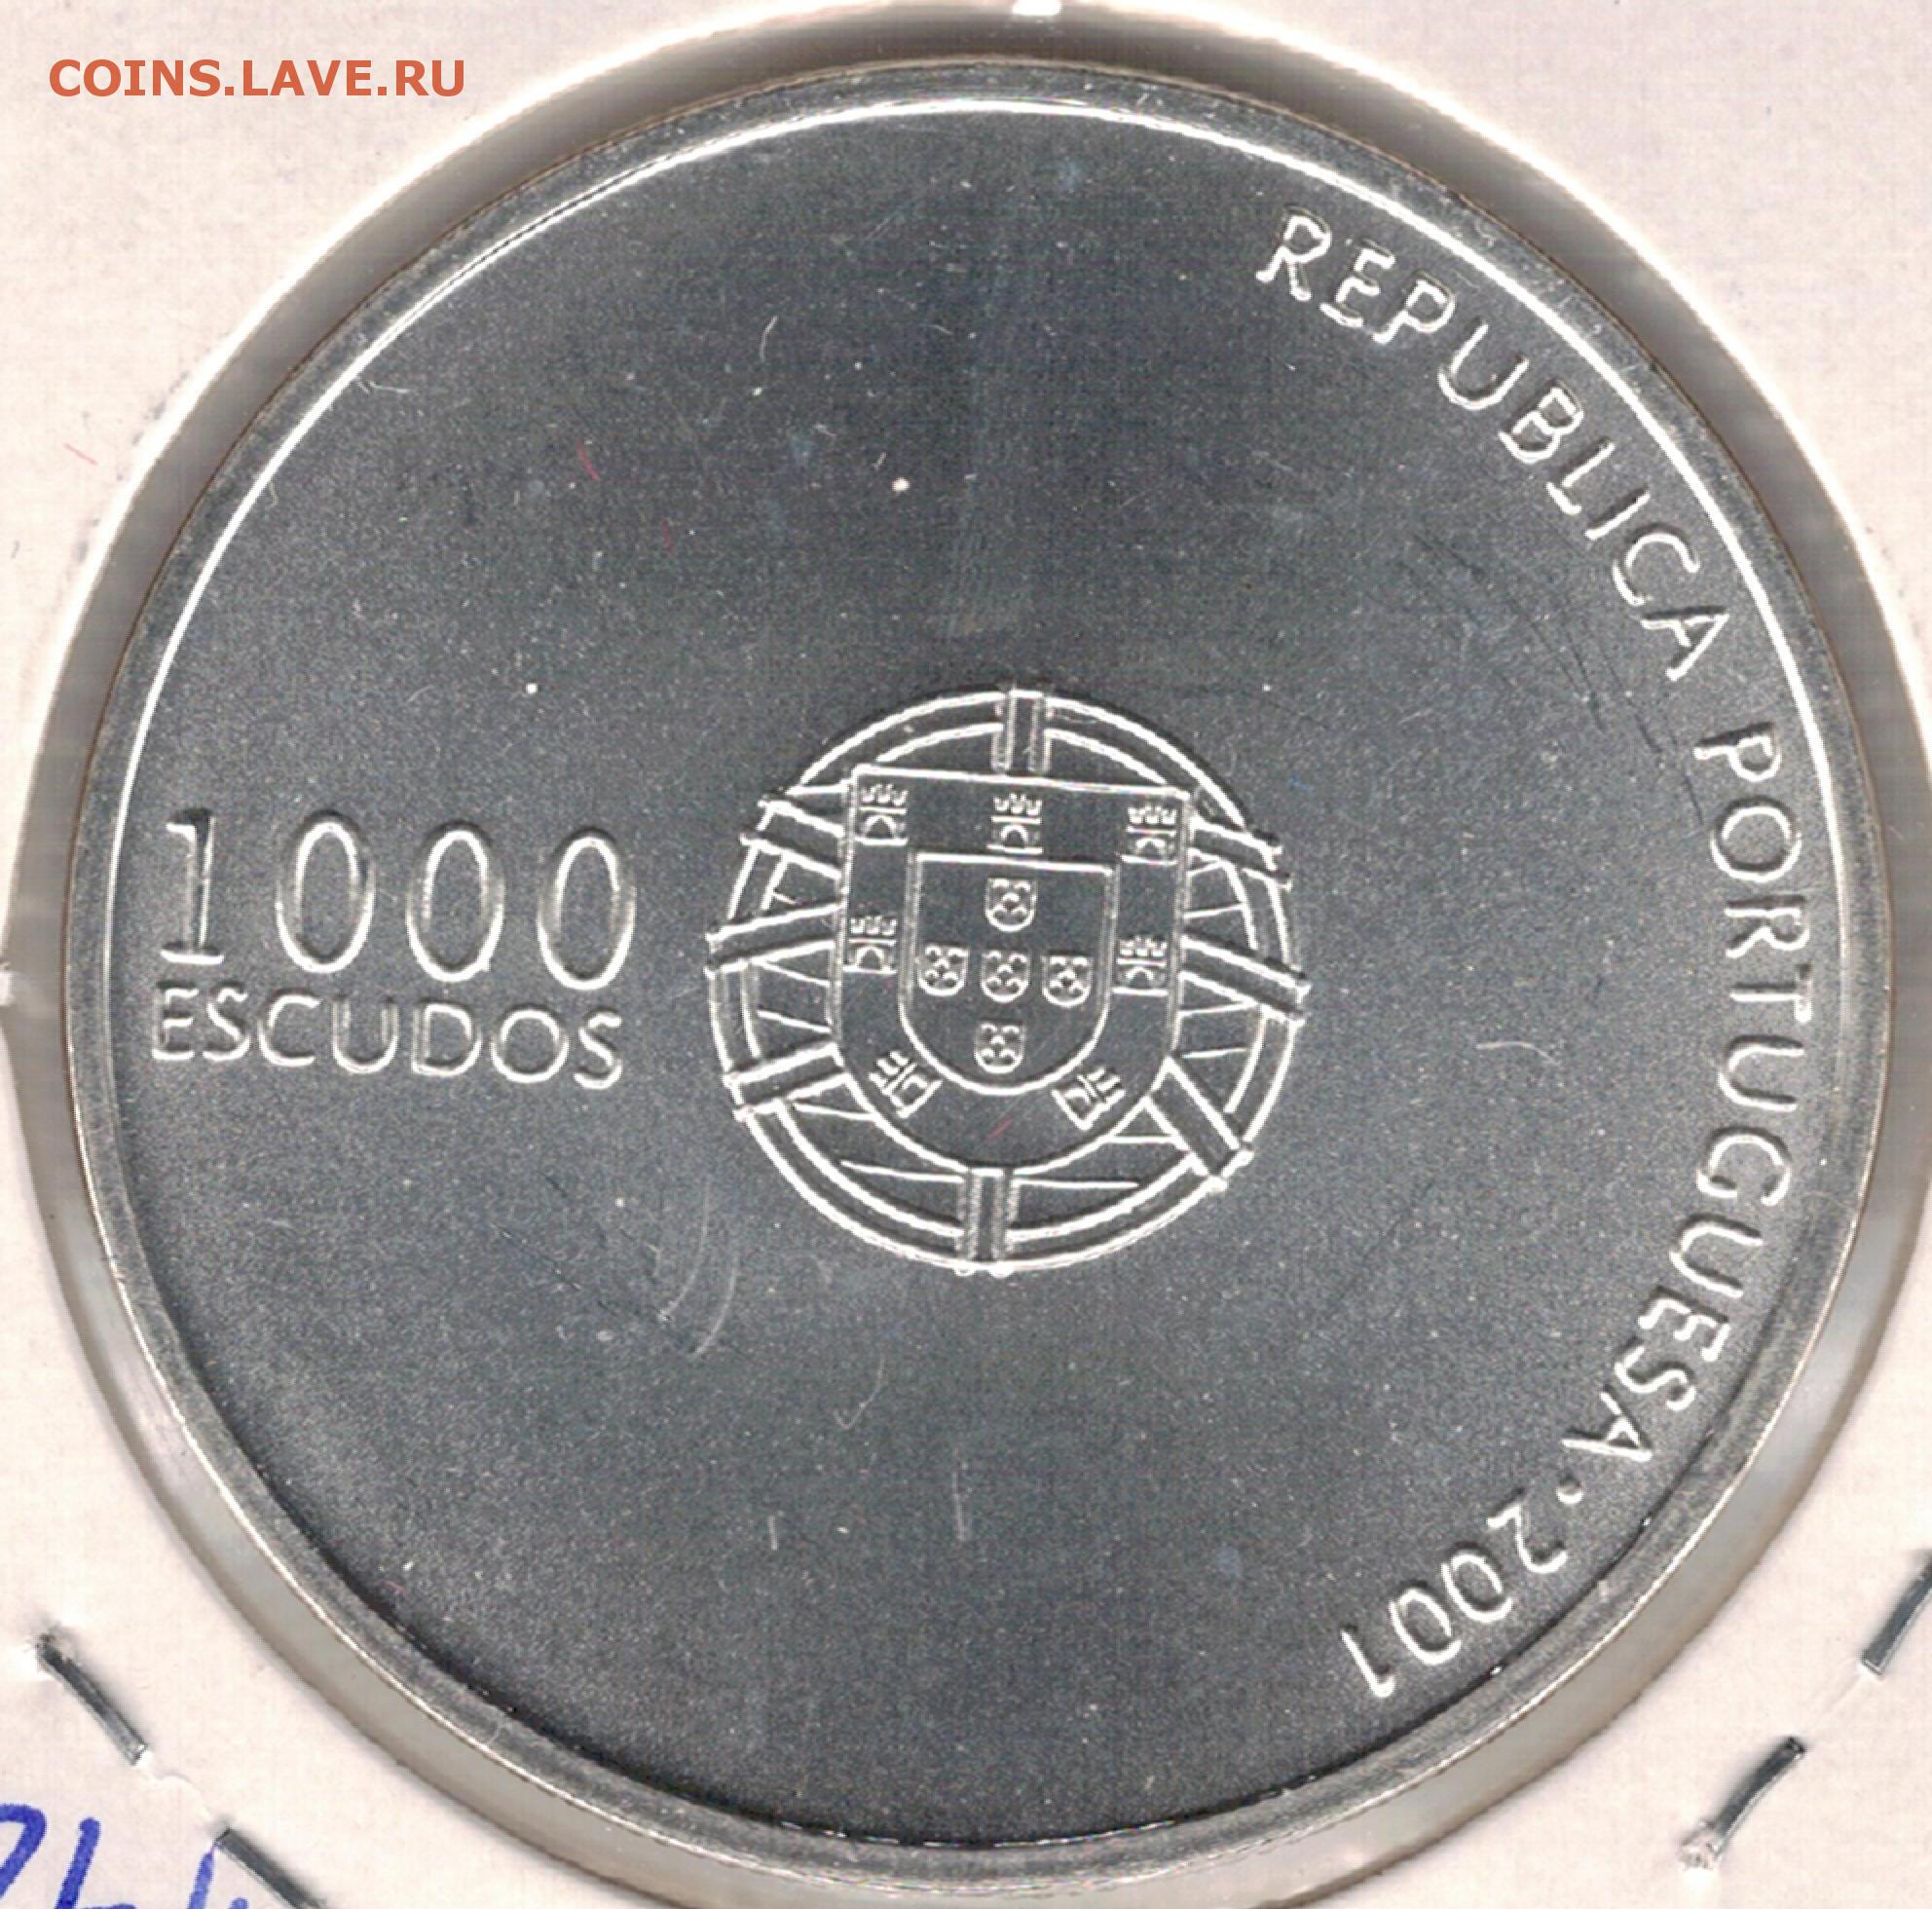 COINS.LAVE.RU
REPUBLICA PORTUGUESA · 2001
1000
ESCUDOS